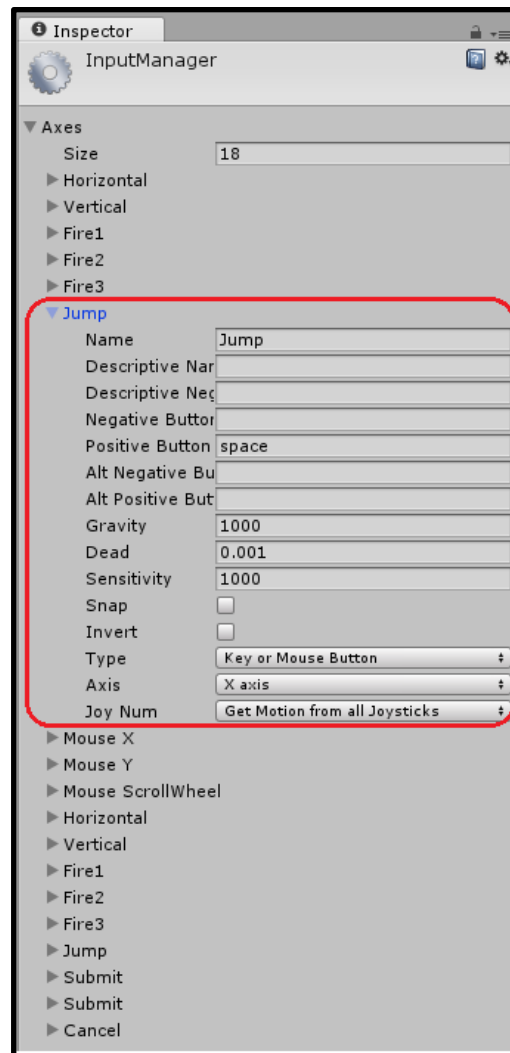 Inspector
InputManager
Axes
Size 18
Horizontal
Vertical
Fire1
Fire2
Fire3
Jump
Name Jump
Descriptive Nar
Descriptive Neg
Negative Button
Positive Button space
Alt Negative Bu
Alt Positive But
Gravity 1000
Dead 0.001
Sensitivity 1000
Snap
Invert
Type Key or Mouse Button
Axis X axis
Joy Num Get Motion from all Joysticks
Mouse X
Mouse Y
Mouse ScrollWheel
Horizontal
Vertical
Fire1
Fire2
Fire3
Jump
Submit
Submit
Cancel